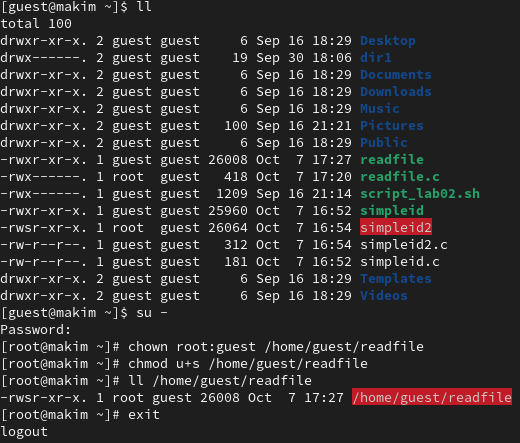 [guest@makim ~]$ ll
total 100
drwxr-xr-x. 2 guest guest     6 Sep 16 18:29 Desktop
drwx------. 2 guest guest    19 Sep 30 18:06 dir1
drwxr-xr-x. 2 guest guest     6 Sep 16 18:29 Documents
drwxr-xr-x. 2 guest guest     6 Sep 16 18:29 Downloads
drwxr-xr-x. 2 guest guest     6 Sep 16 18:29 Music
drwxr-xr-x. 2 guest guest   100 Sep 16 21:21 Pictures
drwxr-xr-x. 2 guest guest     6 Sep 16 18:29 Public
-rwxr-xr-x. 1 guest guest 26008 Oct  7 17:27 readfile
-rwx------. 1 root  guest   418 Oct  7 17:20 readfile.c
-rwx------. 1 guest guest  1209 Sep 16 21:14 script_lab02.sh
-rwxr-xr-x. 1 guest guest 25960 Oct  7 16:52 simpleid
-rwsr-xr-x. 1 root  guest 26064 Oct  7 16:54 simpleid2
-rw-r--r--. 1 guest guest   312 Oct  7 16:54 simpleid2.c
-rw-r--r--. 1 guest guest   181 Oct  7 16:52 simpleid.c
drwxr-xr-x. 2 guest guest     6 Sep 16 18:29 Templates
drwxr-xr-x. 2 guest guest     6 Sep 16 18:29 Videos
[guest@makim ~]$ su -
Password:
[root@makim ~]# chown root:guest /home/guest/readfile
[root@makim ~]# chmod u+s /home/guest/readfile
[root@makim ~]# ll /home/guest/readfile
-rwsr-xr-x. 1 root guest 26008 Oct  7 17:27 /home/guest/readfile
[root@makim ~]# exit
logout